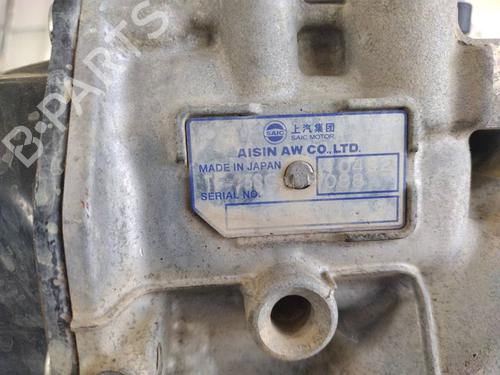 B-PARTS
SAIC
上汽集团
SAIC MOTOR
AISIN AW CO.,LTD.
MADE IN JAPAN
SERIAL NO.